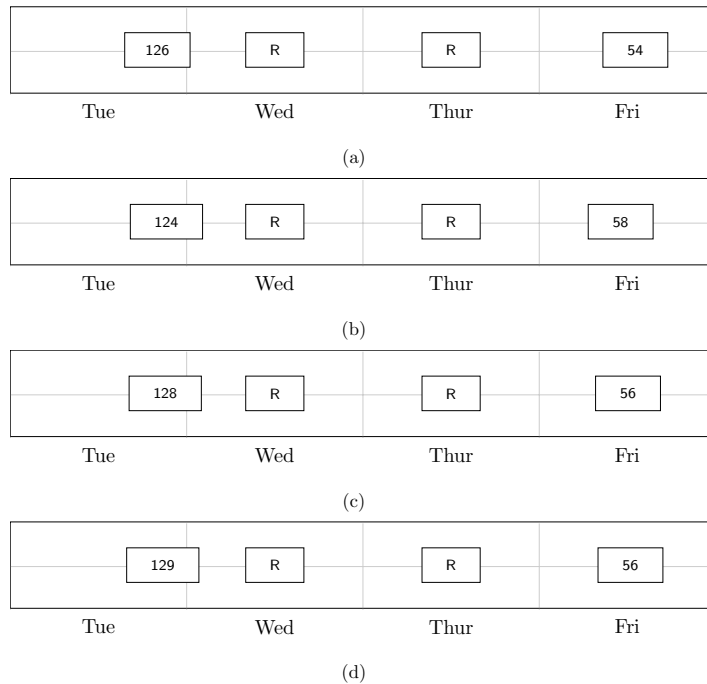 126 R R 54
Tue Wed Thur Fri
(a)
124 R R 58
Tue Wed Thur Fri
(b)
128 R R 56
Tue Wed Thur Fri
(c)
129 R R 56
Tue Wed Thur Fri
(d)